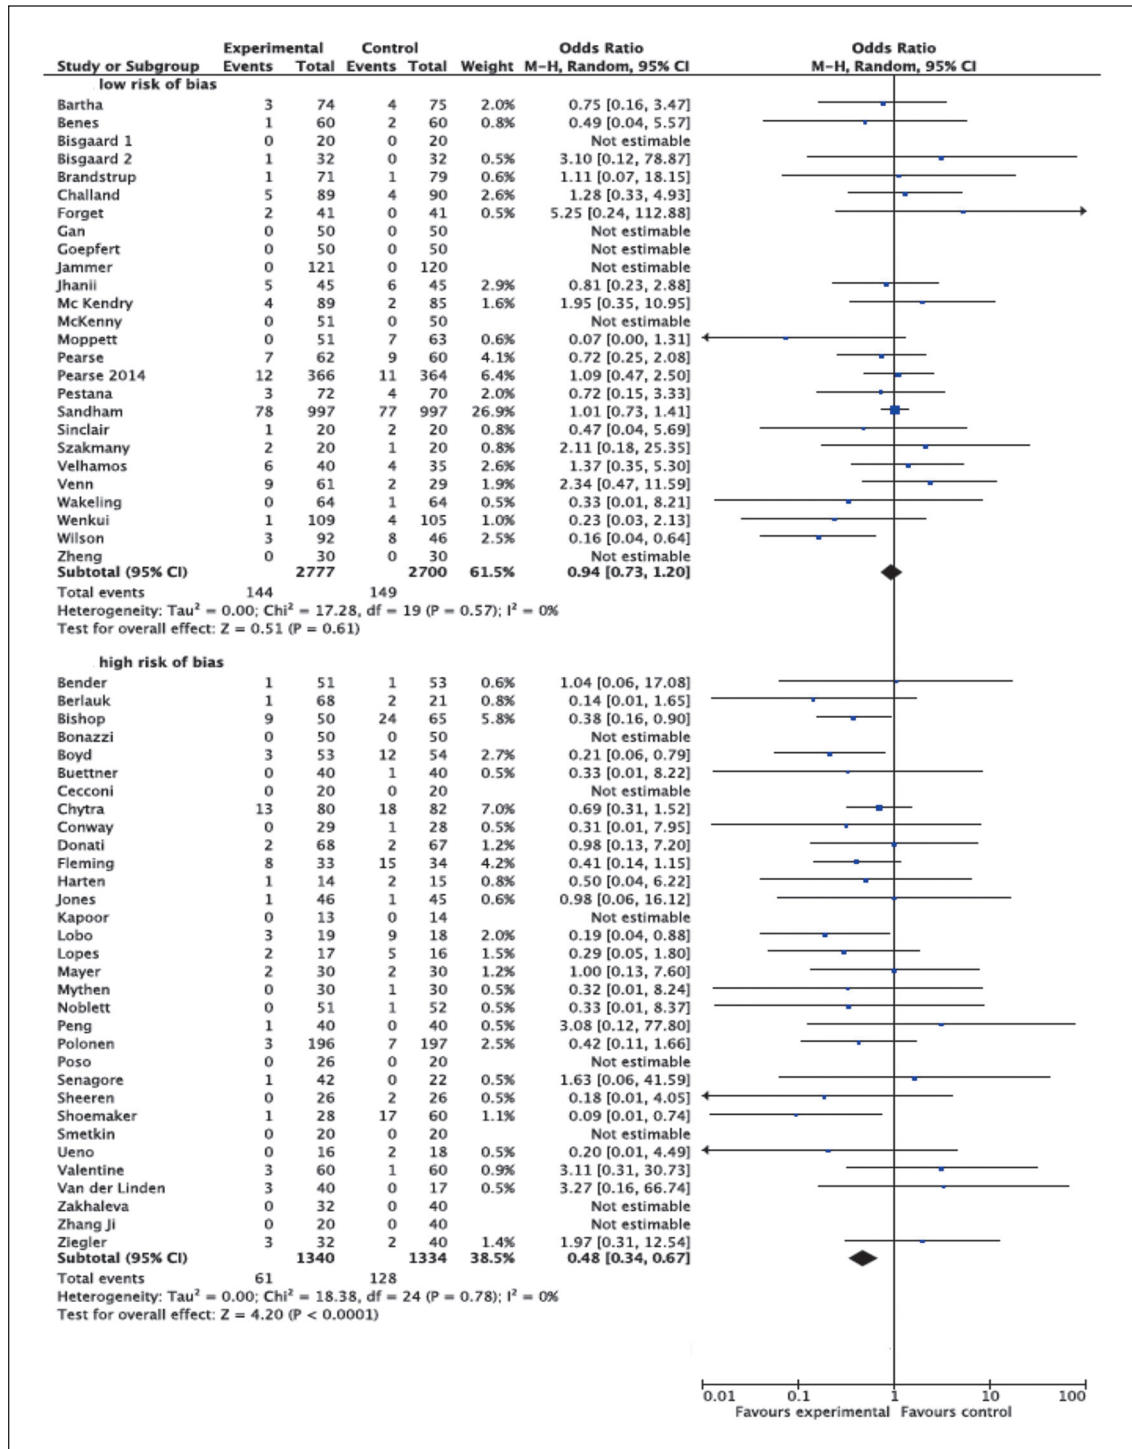 Experimental Control Odds Ratio Odds Ratio
Study or Subgroup Events Total Events Total Weight M-H, Random, 95% CI M-H, Random, 95% CI
low risk of bias
Bartha 3 74 4 75 2.0% 0.75 [0.16, 3.47]
Benes 1 60 2 60 0.8% 0.49 [0.04, 5.57]
Bisgaard 1 0 20 0 20 Not estimable
Bisgaard 2 1 32 0 32 0.5% 3.10 [0.12, 78.87]
Brandstrup 1 71 1 79 0.6% 1.11 [0.07, 18.15]
Challand 5 89 4 90 2.6% 1.28 [0.33, 4.93]
Forget 2 41 0 41 0.5% 5.25 [0.24, 112.88]
Gan 0 50 0 50 Not estimable
Goepfert 0 50 0 50 Not estimable
Jammer 0 121 0 120 Not estimable
Jhanii 5 45 6 45 2.9% 0.81 [0.23, 2.88]
Mc Kendry 4 89 2 85 1.6% 1.95 [0.35, 10.95]
McKenny 0 51 0 50 Not estimable
Moppett 0 51 7 63 0.6% 0.07 [0.00, 1.31]
Pearse 7 62 9 60 4.1% 0.72 [0.25, 2.08]
Pearse 2014 12 366 11 364 6.4% 1.09 [0.47, 2.50]
Pestana 3 72 4 70 2.0% 0.72 [0.15, 3.33]
Sandham 78 997 77 997 26.9% 1.01 [0.73, 1.41]
Sinclair 1 20 2 20 0.8% 0.47 [0.04, 5.69]
Szakmany 2 20 1 20 0.8% 2.11 [0.18, 25.35]
Velhamos 6 40 4 35 2.6% 1.37 [0.35, 5.30]
Venn 9 61 2 29 1.9% 2.34 [0.47, 11.59]
Wakeling 0 64 1 64 0.5% 0.33 [0.01, 8.21]
Wenkui 1 109 4 105 1.0% 0.23 [0.03, 2.13]
Wilson 3 92 8 46 2.5% 0.16 [0.04, 0.64]
Zheng 0 30 0 30 Not estimable
Subtotal (95% CI) 2777 2700 61.5% 0.94 [0.73, 1.20]
Total events 144 149
Heterogeneity: Tau² = 0.00; Chi² = 17.28, df = 19 (P = 0.57); I² = 0%
Test for overall effect: Z = 0.51 (P = 0.61)
high risk of bias
Bender 1 51 1 53 0.6% 1.04 [0.06, 17.08]
Berlauk 1 68 2 21 0.8% 0.14 [0.01, 1.65]
Bishop 9 50 24 65 5.8% 0.38 [0.16, 0.90]
Bonazzi 0 50 0 50 Not estimable
Boyd 3 53 12 54 2.7% 0.21 [0.06, 0.79]
Buettner 0 40 1 40 0.5% 0.33 [0.01, 8.22]
Cecconi 0 20 0 20 Not estimable
Chytra 13 80 18 82 7.0% 0.69 [0.31, 1.52]
Conway 0 29 1 28 0.5% 0.31 [0.01, 7.95]
Donati 2 68 2 67 1.2% 0.98 [0.13, 7.20]
Fleming 8 33 15 34 4.2% 0.41 [0.14, 1.15]
Harten 1 14 2 15 0.8% 0.50 [0.04, 6.22]
Jones 1 46 1 45 0.6% 0.98 [0.06, 16.12]
Kapoor 0 13 0 14 Not estimable
Lobo 3 19 9 18 2.0% 0.19 [0.04, 0.88]
Lopes 2 17 5 16 1.5% 0.29 [0.05, 1.80]
Mayer 2 30 2 30 1.2% 1.00 [0.13, 7.60]
Mythen 0 30 1 30 0.5% 0.32 [0.01, 8.24]
Noblett 0 51 1 52 0.5% 0.33 [0.01, 8.37]
Peng 1 40 0 40 0.5% 3.08 [0.12, 77.80]
Polonen 3 196 7 197 2.5% 0.42 [0.11, 1.66]
Poso 0 26 0 20 Not estimable
Senagore 1 42 0 22 0.5% 1.63 [0.06, 41.59]
Sheeren 0 26 2 26 0.5% 0.18 [0.01, 4.05]
Shoemaker 1 28 17 60 1.1% 0.09 [0.01, 0.74]
Smetkin 0 20 0 20 Not estimable
Ueno 0 16 2 18 0.5% 0.20 [0.01, 4.49]
Valentine 3 60 1 60 0.9% 3.11 [0.31, 30.73]
Van der Linden 3 40 0 17 0.5% 3.27 [0.16, 66.74]
Zakhaleva 0 32 0 40 Not estimable
Zhang Ji 0 20 0 40 Not estimable
Ziegler 3 32 2 40 1.4% 1.97 [0.31, 12.54]
Subtotal (95% CI) 1340 1334 38.5% 0.48 [0.34, 0.67]
Total events 61 128
Heterogeneity: Tau² = 0.00; Chi² = 18.38, df = 24 (P = 0.78); I² = 0%
Test for overall effect: Z = 4.20 (P < 0.0001)
0.01 0.1 1 10 100
Favours experimental Favours control